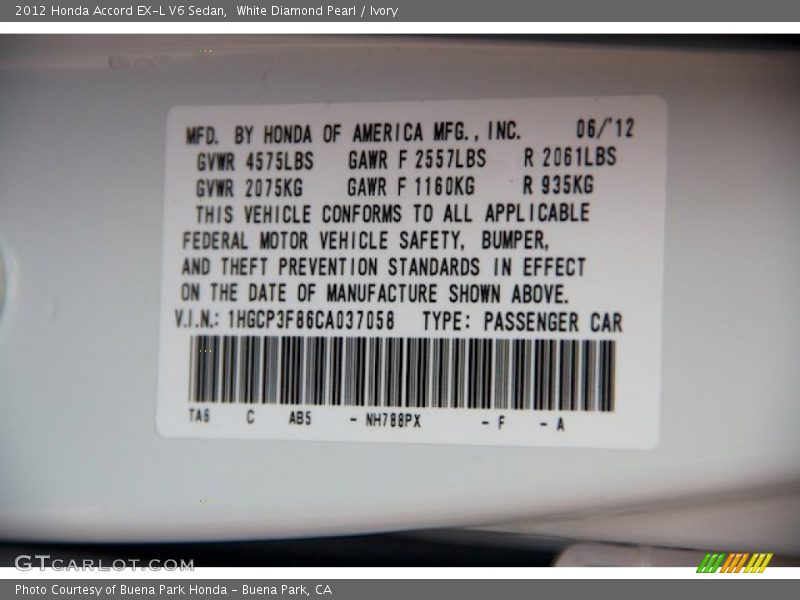 2012 Honda Accord EX-L V6 Sedan,  White Diamond Pearl / Ivory
MFD. BY HONDA OF AMERICA MFG., INC. 06/'12
GVWR 4575LBS GAWR F 2557LBS R 2061LBS
GVWR 2075KG GAWR F 1160KG R 935KG
THIS VEHICLE CONFORMS TO ALL APPLICABLE
FEDERAL MOTOR VEHICLE SAFETY, BUMPER,
AND THEFT PREVENTION STANDARDS IN EFFECT
ON THE DATE OF MANUFACTURE SHOWN ABOVE.
V.I.N.: 1HGCP3F86CA037058 TYPE: PASSENGER CAR
TA6 C AB5 - NH788PX - F - A
GTCARLOT.COM
Photo Courtesy of Buena Park Honda - Buena Park, CA